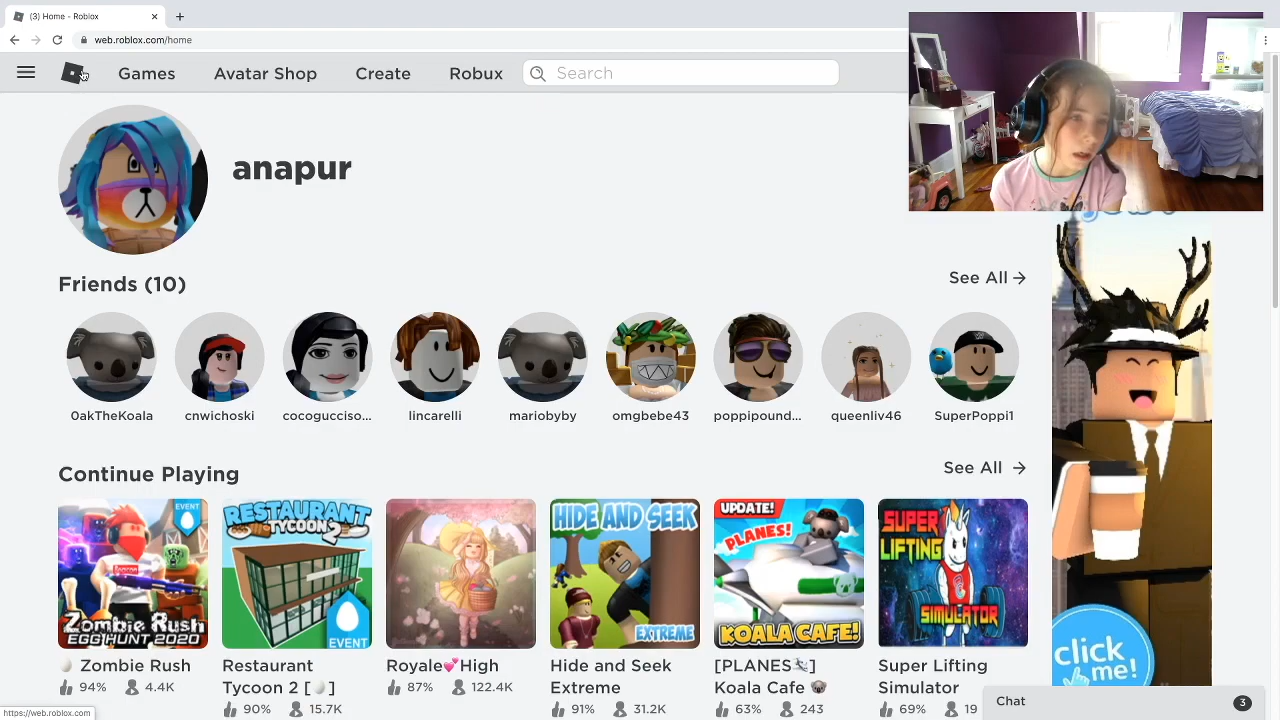 (3) Home - Roblox
web.roblox.com/home
Games
Avatar Shop
Create
Robux
Search
anapur
Friends (10)
See All
0akTheKoala
cnwichoski
cocogucciso...
lincarelli
mariobyby
omgbebe43
poppipound...
queenliv46
SuperPoppi1
Continue Playing
See All
EVENT
Zombie Rush
EGG HUNT 2020
RESTAURANT
TYCOON 2
EVENT
HIDE AND SEEK
EXTREME
UPDATE!
PLANES!
KOALA CAFE!
SUPER
LIFTING
SIMULATOR
🥚 Zombie Rush
94% 4.4K
Restaurant
Tycoon 2 [🥚]
90% 15.7K
Royale💕High
87% 122.4K
Hide and Seek
Extreme
91% 31.2K
[PLANES🛩️]
Koala Cafe 🐨
63% 243
Super Lifting
Simulator
69% 19
click
me!
Chat
3
https://web.roblox.com